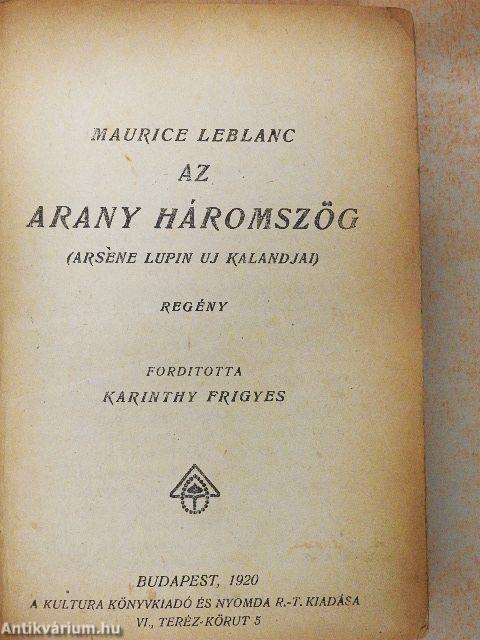 MAURICE LEBLANC
AZ
ARANY HÁROMSZÖG
(ARSÈNE LUPIN UJ KALANDJAI)
REGÉNY
FORDITOTTA
KARINTHY FRIGYES
BUDAPEST, 1920
A KULTURA KÖNYVKIADÓ ÉS NYOMDA R.-T. KIADÁSA
VI., TERÉZ-KÖRUT 5
Antikvárium.hu